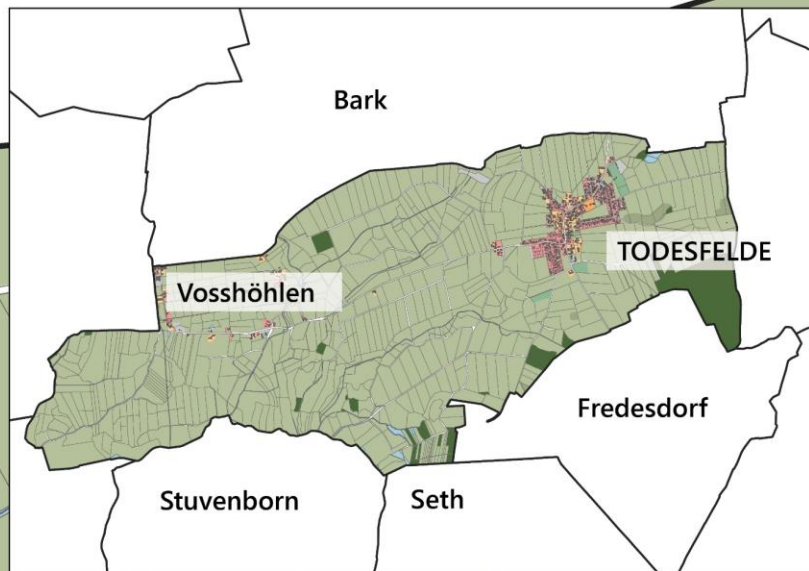 Bark
TODESFELDE
Vosshöhlen
Fredesdorf
Stuvenborn
Seth